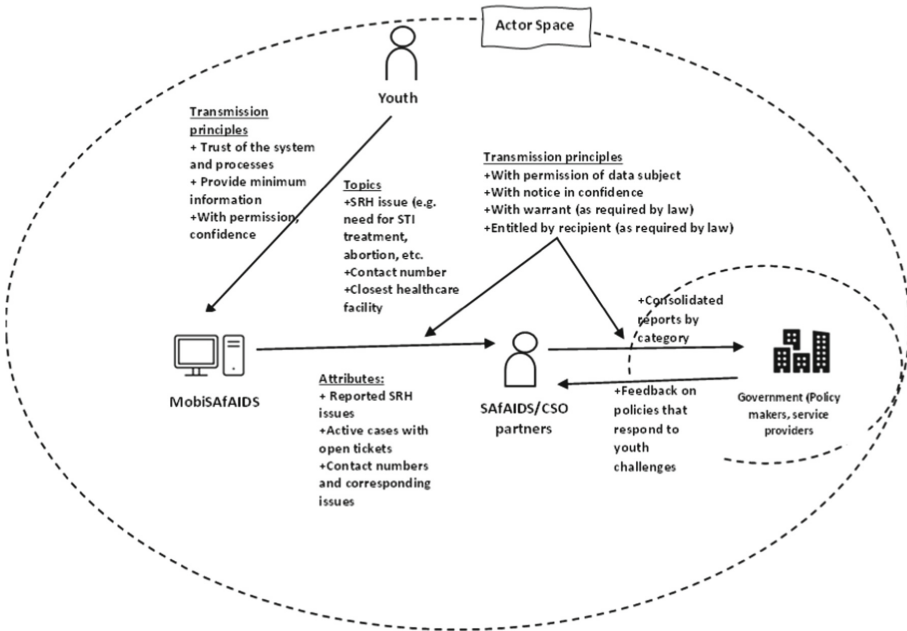 Actor Space
Youth
Transmission
principles
+ Trust of the system
and processes
+ Provide minimum
information
+With permission,
confidence
Topics
+SRH issue (e.g.
need for STI
treatment,
abortion, etc.
+Contact number
+Closest healthcare
facility
Transmission principles
+With permission of data subject
+With notice in confidence
+With warrant (as required by law)
+Entitled by recipient (as required by law)
MobiSAfAIDS
Attributes:
+ Reported SRH
issues
+Active cases with
open tickets
+Contact numbers
and corresponding
issues
SAfAIDS/CSO
partners
+Consolidated
reports by
category
+Feedback on
policies that
respond to
youth
challenges
Government (Policy
makers, service
providers